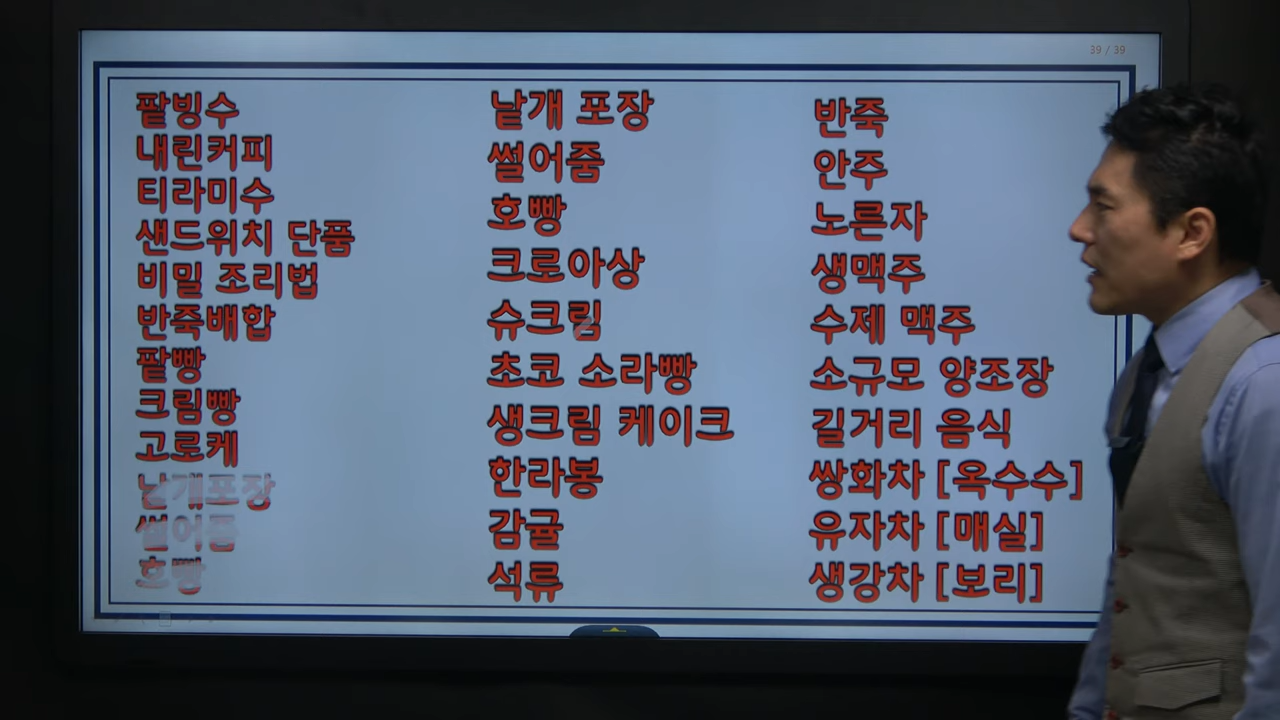 39 / 39
팥빙수
내린커피
티라미수
샌드위치 단품
비밀 조리법
반죽배합
팥빵
크림빵
고로케
낱개포장
썰어줌
호빵
낱개 포장
썰어줌
호빵
크로아상
슈크림
초코 소라빵
생크림 케이크
한라봉
감귤
석류
반죽
안주
노른자
생맥주
수제 맥주
소규모 양조장
길거리 음식
쌍화차 [옥수수]
유자차 [매실]
생강차 [보리]